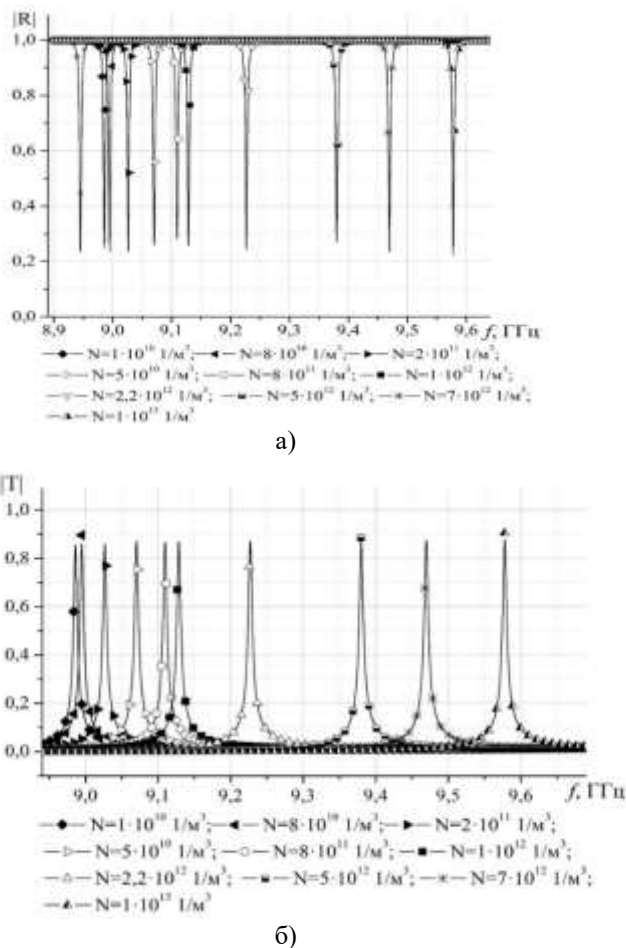 |R|
1,0
0,8
0,6
0,4
0,2
0,0
8,9 9,0 9,1 9,2 9,3 9,4 9,5 9,6 f, ГГц
N=1·10¹⁰ 1/м³; N=8·10¹⁰ 1/м³; N=2·10¹¹ 1/м³;
N=5·10¹⁰ 1/м³; N=8·10¹¹ 1/м³; N=1·10¹² 1/м³;
N=2,2·10¹² 1/м³; N=5·10¹² 1/м³; N=7·10¹² 1/м³;
N=1·10¹³ 1/м³
а)
|T|
1,0
0,8
0,6
0,4
0,2
0,0
9,0 9,1 9,2 9,3 9,4 9,5 9,6 f, ГГц
N=1·10¹⁰ 1/м³; N=8·10¹⁰ 1/м³; N=2·10¹¹ 1/м³;
N=5·10¹⁰ 1/м³; N=8·10¹¹ 1/м³; N=1·10¹² 1/м³;
N=2,2·10¹² 1/м³; N=5·10¹² 1/м³; N=7·10¹² 1/м³;
N=1·10¹³ 1/м³
б)